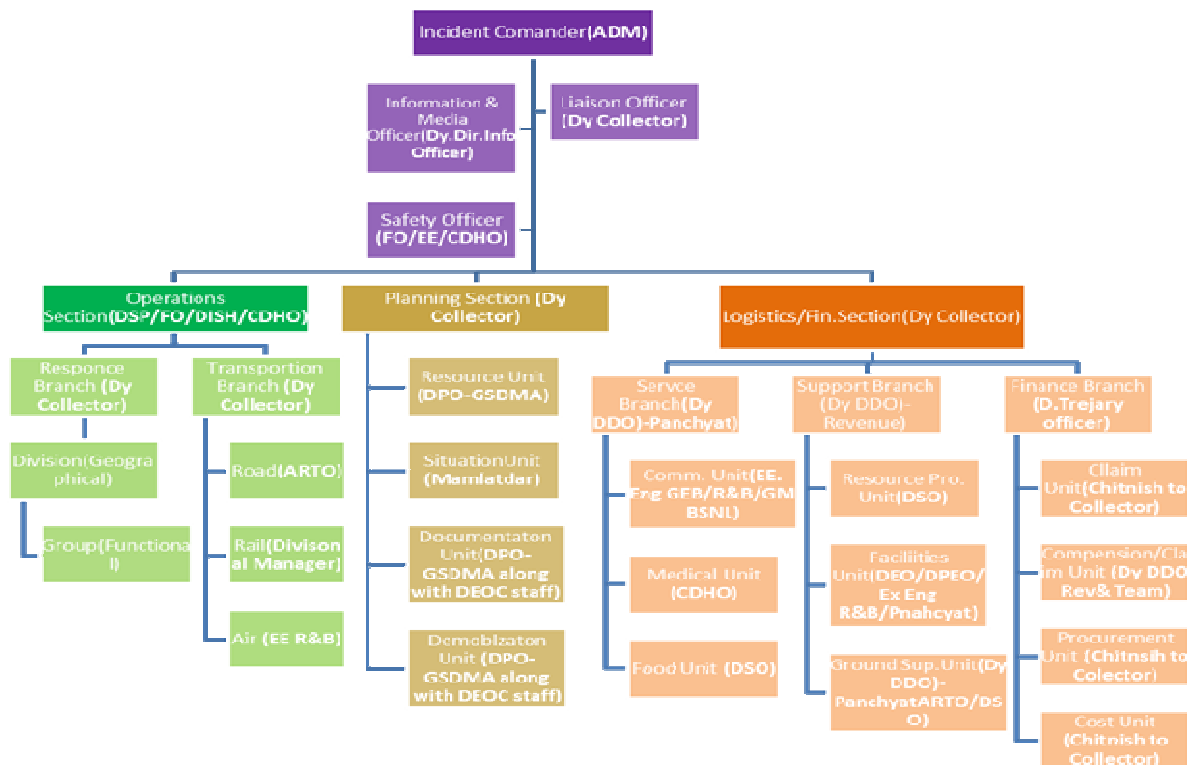 Incident Comander(ADM)
Information &
Media
Officer(Dy.Dir.Info
Officer)
Liaison Officer
(Dy Collector)
Safety Officer
(FO/EE/CDHO)
Operations
Section(DSP/FO/DISH/CDHO)
Planning Section (Dy
Collector)
Logistics/Fin.Section(Dy Collector)
Responce
Branch (Dy
Collector)
Division(Geogra
phical)
Group(Functiona
l)
Transportion
Branch (Dy
Collector)
Road(ARTO)
Rail(Divison
al Manager)
Air (EE R&B)
Resource Unit
(DPO-GSDMA)
SituationUnit
(Mamlatdar)
Documentaton
Unit(DPO-
GSDMA along
with DEOC staff)
Demoblzaton
Unit (DPO-
GSDMA along
with DEOC staff)
Servce
Branch(Dy
DDO)-Panchyat)
Comm. Unit(EE.
Eng GEB/R&B/GM
BSNL)
Medical Unit
(CDHO)
Food Unit (DSO)
Support Branch
(Dy DDO)-
Revenue)
Resource Pro.
Unit(DSO)
Faciliities
Unit(DEO/DPEO/
Ex Eng
R&B/Pnahcyat)
Ground Sup.Unit(Dy
DDO)-
PanchyatARTO/DS
O)
Finance Branch
(D.Trejary
officer)
Cllaim
Unit(Chitnish to
Collector)
Compension/Cla
im Unit (Dy DDO
Rev& Team)
Procurement
Unit (Chitnsih to
Colector)
Cost Unit
(Chitnish to
Collector)